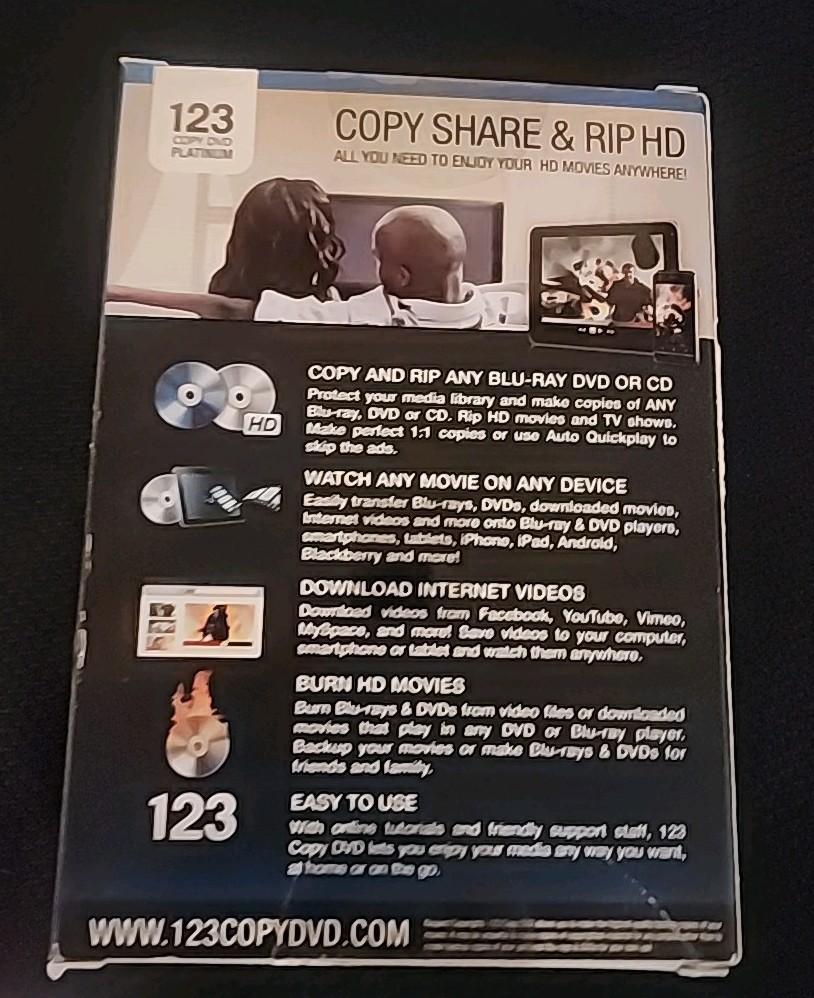 123
COPY DVD
PLATINUM
COPY SHARE & RIP HD
ALL YOU NEED TO ENJOY YOUR HD MOVIES ANYWHERE!
HD
COPY AND RIP ANY BLU-RAY DVD OR CD
Protect your media library and make copies of ANY
Blu-ray, DVD or CD. Rip HD movies and TV shows.
Make perfect 1:1 copies or use Auto Quickplay to
skip the ads.
WATCH ANY MOVIE ON ANY DEVICE
Easily transfer Blu-rays, DVDs, downloaded movies,
Internet videos and more onto Blu-ray & DVD players,
smartphones, tablets, iPhone, iPad, Android,
Blackberry and more!
DOWNLOAD INTERNET VIDEOS
Download videos from Facebook, YouTube, Vimeo,
MySpace, and more! Save videos to your computer,
smartphone or tablet and watch them anywhere.
BURN HD MOVIES
Burn Blu-rays & DVDs from video files or downloaded
movies that play in any DVD or Blu-ray player.
Backup your movies or make Blu-rays & DVDs for
friends and family.
123
EASY TO USE
With online tutorials and friendly support staff, 123
Copy DVD lets you enjoy your media any way you want,
at home or on the go.
WWW.123COPYDVD.COM